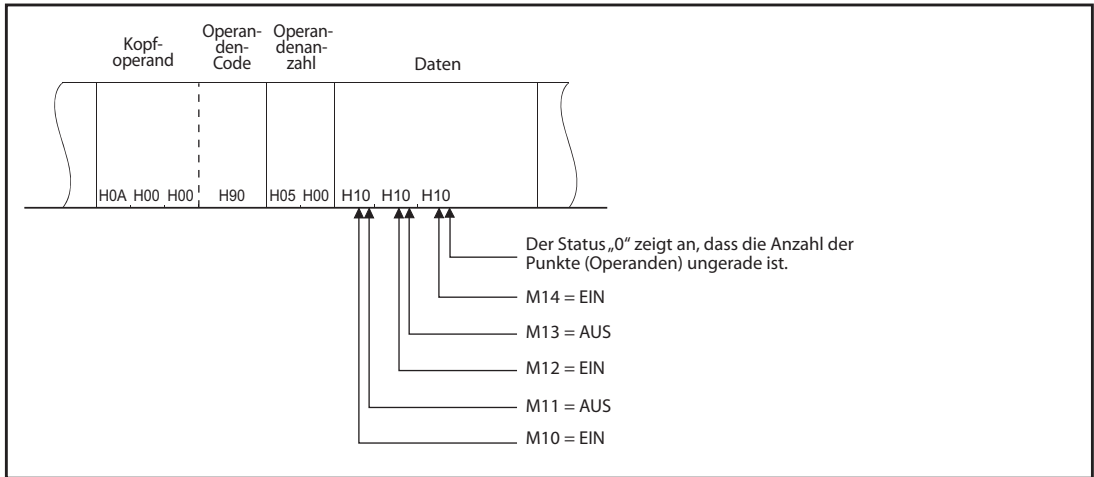 Kopf-
operand
Operan-
den-
Code
Operan-
denan-
zahl
Daten
H0A H00 H00 H90 H05 H00 H10 H10 H10
Der Status „0“ zeigt an, dass die Anzahl der
Punkte (Operanden) ungerade ist.
M14 = EIN
M13 = AUS
M12 = EIN
M11 = AUS
M10 = EIN